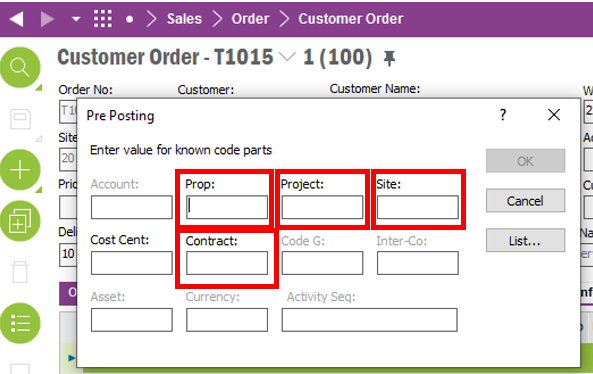 Sales > Order > Customer Order
Customer Order - T1015 1 (100)
Order No: Customer: Customer Name:
Pre Posting ? ×
Enter value for known code parts
OK
Account: Prop: Project: Site:
Cancel
Cost Cent: Contract: Code G: Inter-Co:
List...
Asset: Currency: Activity Seq:
Site
20
Deli
10